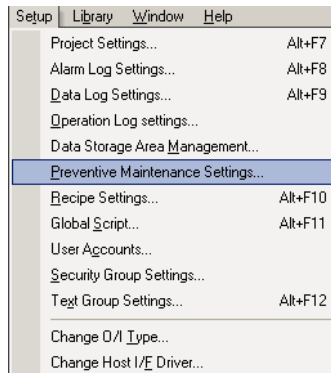 Setup Library Window Help
Project Settings... Alt+F7
Alarm Log Settings... Alt+F8
Data Log Settings... Alt+F9
Operation Log settings...
Data Storage Area Management...
Preventive Maintenance Settings...
Recipe Settings... Alt+F10
Global Script... Alt+F11
User Accounts...
Security Group Settings...
Text Group Settings... Alt+F12
Change O/I Type...
Change Host I/F Driver...